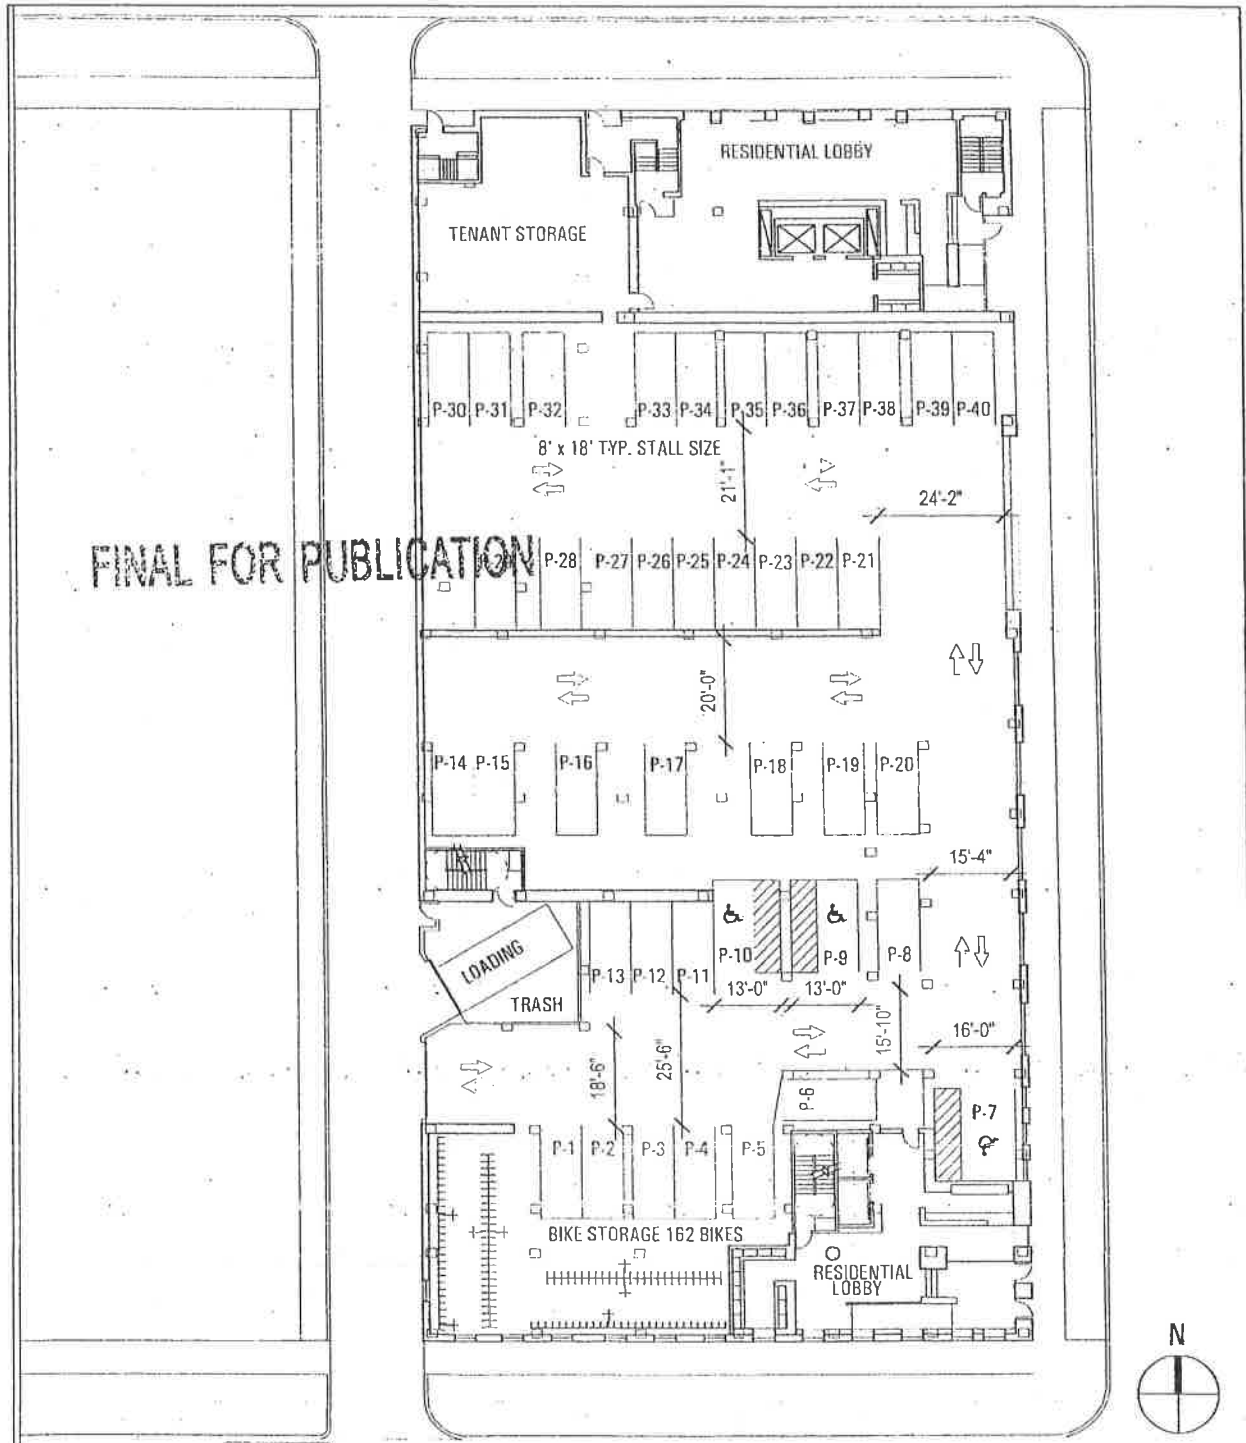 RESIDENTIAL LOBBY
TENANT STORAGE
P-30 P-31 P-32 P-33 P-34 P-35 P-36 P-37 P-38 P-39 P-40
8' x 18' TYP. STALL SIZE
21'-1"
24'-2"
FINAL FOR PUBLICATION
P-28 P-27 P-26 P-25 P-24 P-23 P-22 P-21
20'-0"
P-14 P-15 P-16 P-17 P-18 P-19 P-20
15'-4"
LOADING
P-13 P-12 P-11 P-10 P-9 P-8
TRASH
13'-0" 13'-0"
15'-10"
16'-0"
18'-6"
25'-6"
P-6
P-7
P-1 P-2 P-3 P-4 P-5
BIKE STORAGE 162 BIKES
RESIDENTIAL
LOBBY
N